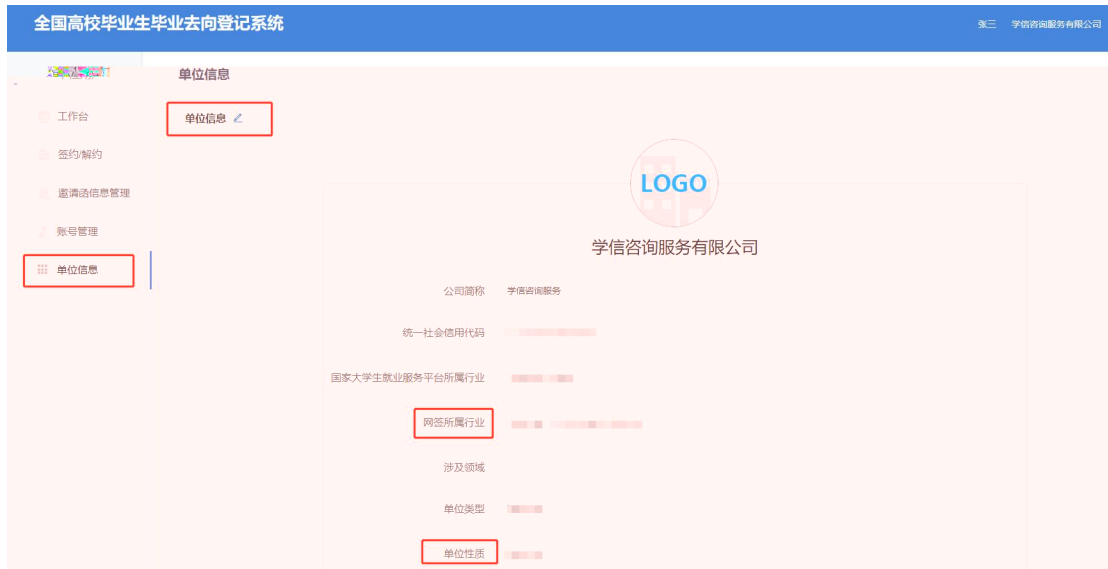 全国高校毕业生毕业去向登记系统
张三 学信咨询服务有限公司
单位信息
工作台
签约/解约
邀请函信息管理
账号管理
单位信息
单位信息
LOGO
学信咨询服务有限公司
公司简称 学信咨询服务
统一社会信用代码
国家大学生就业服务平台所属行业
网签所属行业
涉及领域
单位类型
单位性质